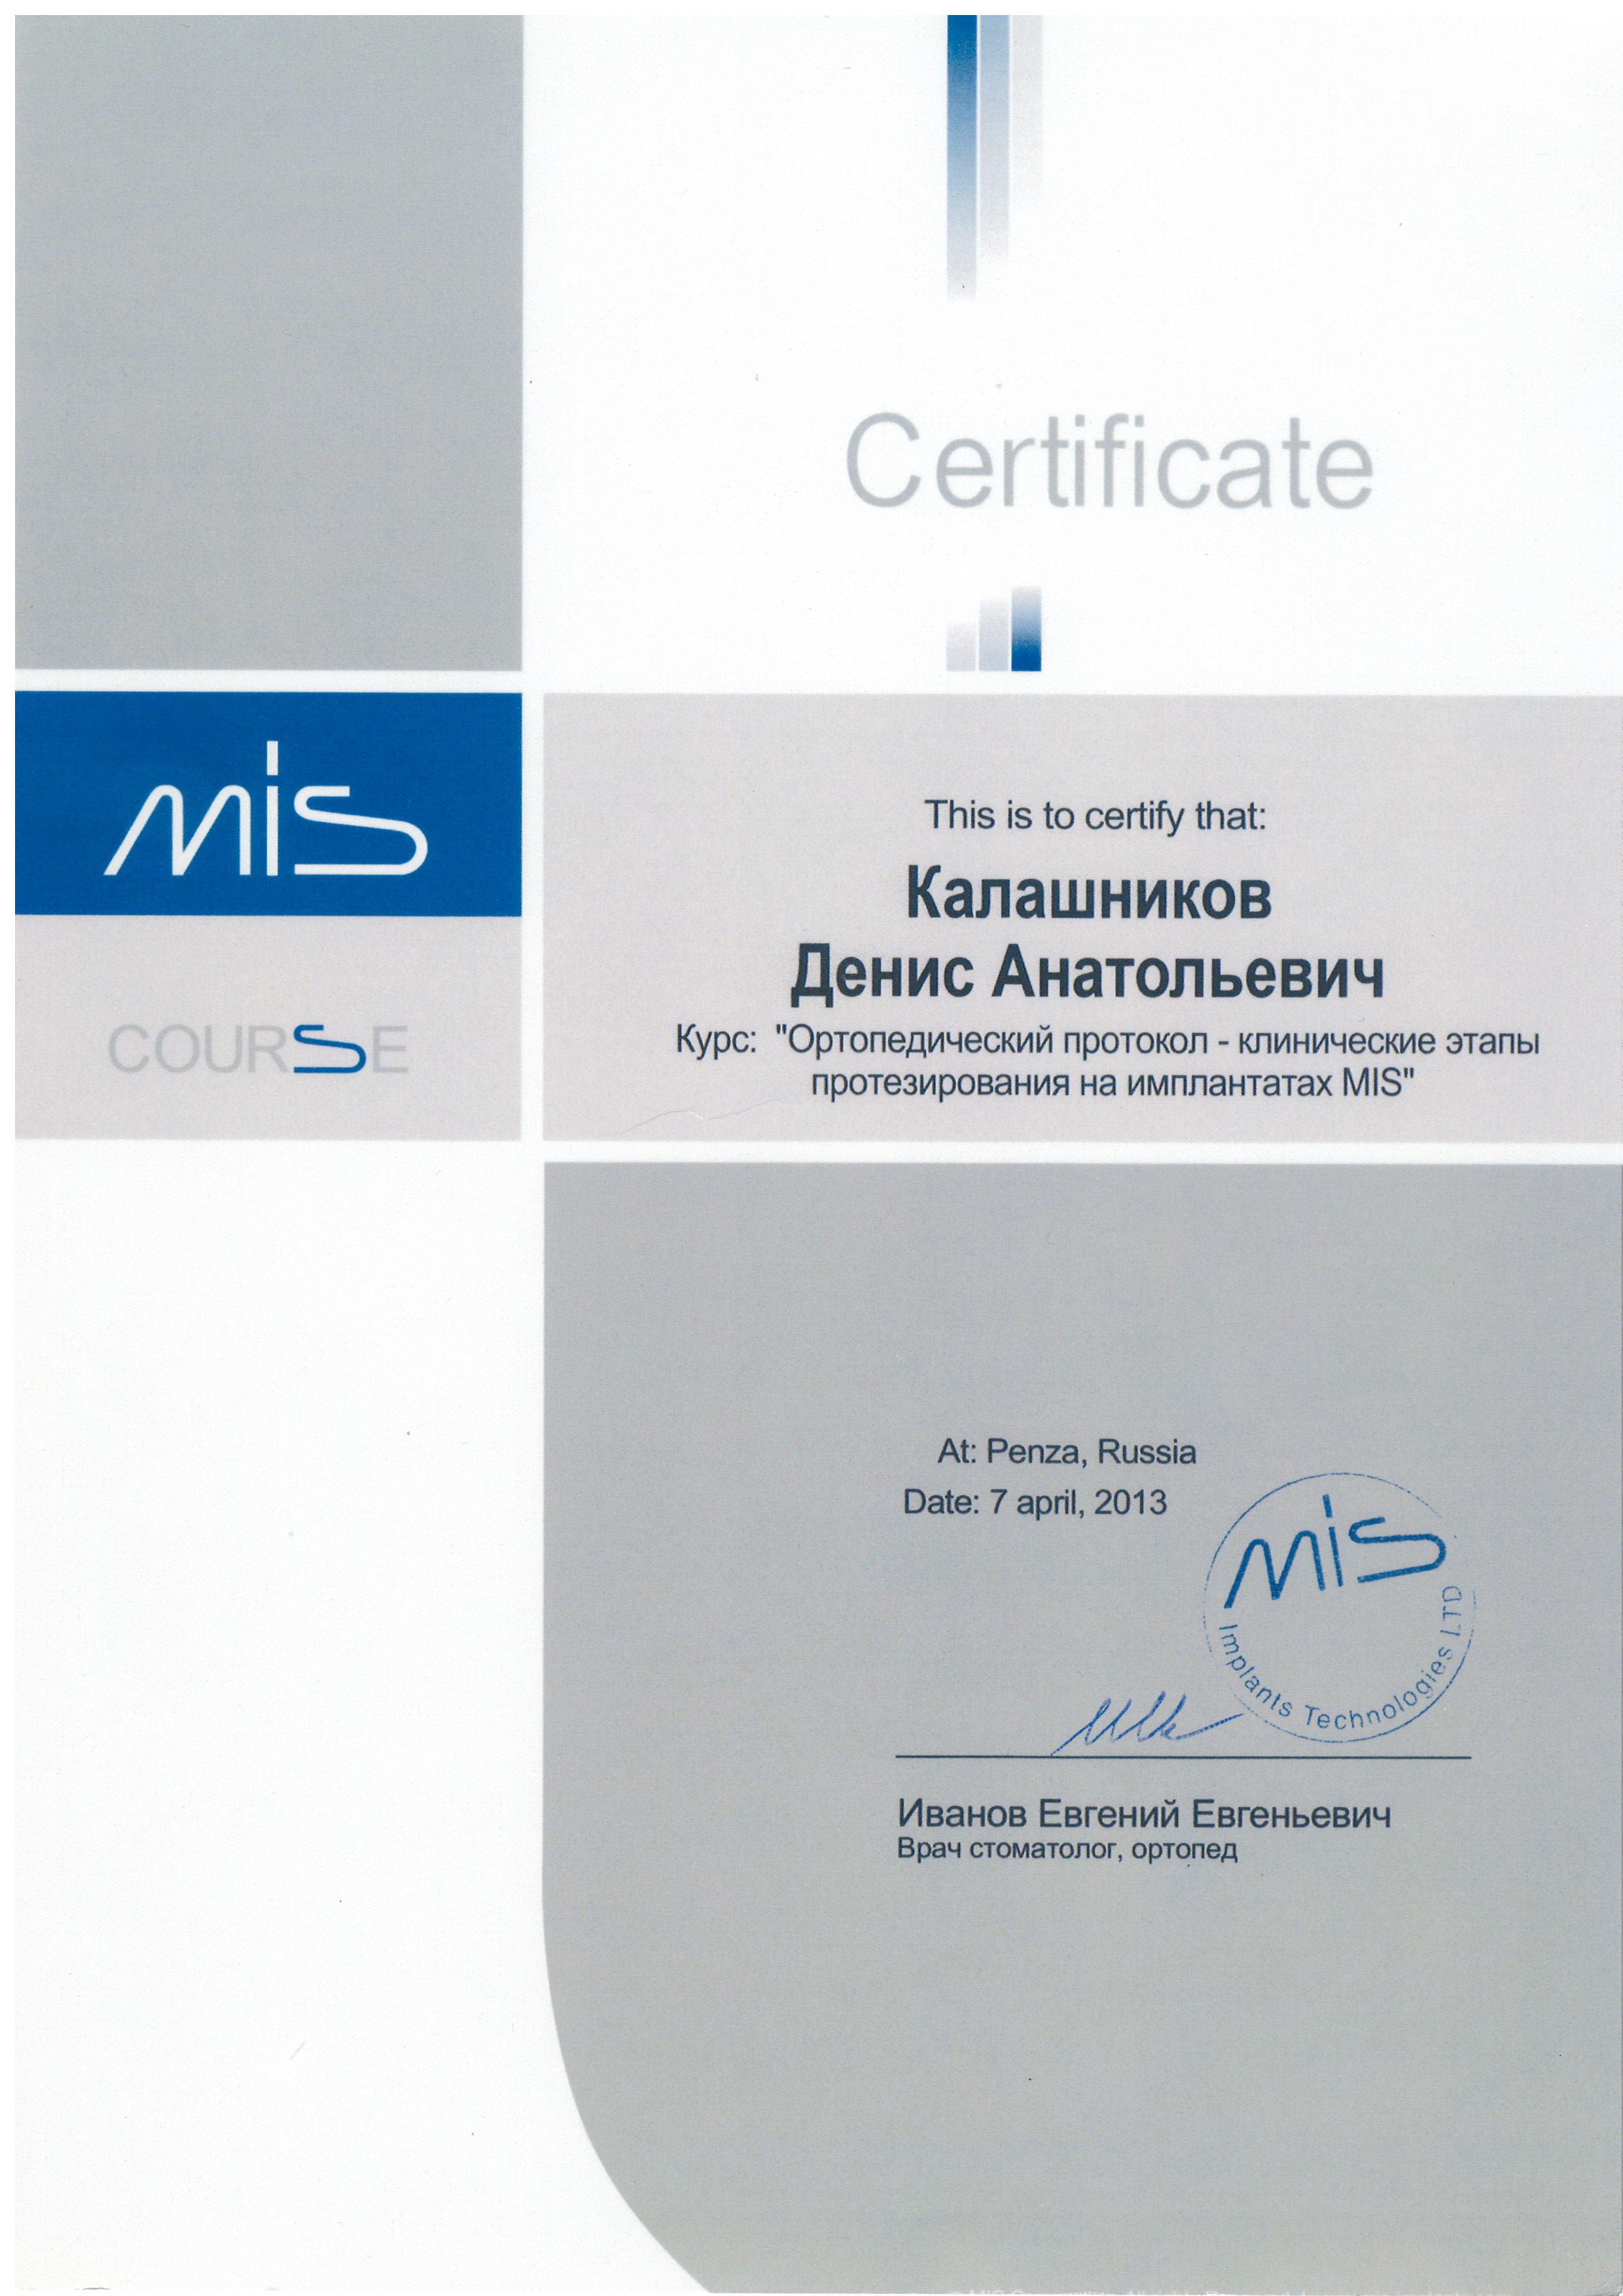 Certificate
mis
COURSE
This is to certify that:
Калашников
Денис Анатольевич
Курс: "Ортопедический протокол - клинические этапы
протезирования на имплантатах MIS"
At: Penza, Russia
Date: 7 april, 2013
mis
Implants Technologies LTD
Иванов Евгений Евгеньевич
Врач стоматолог, ортопед